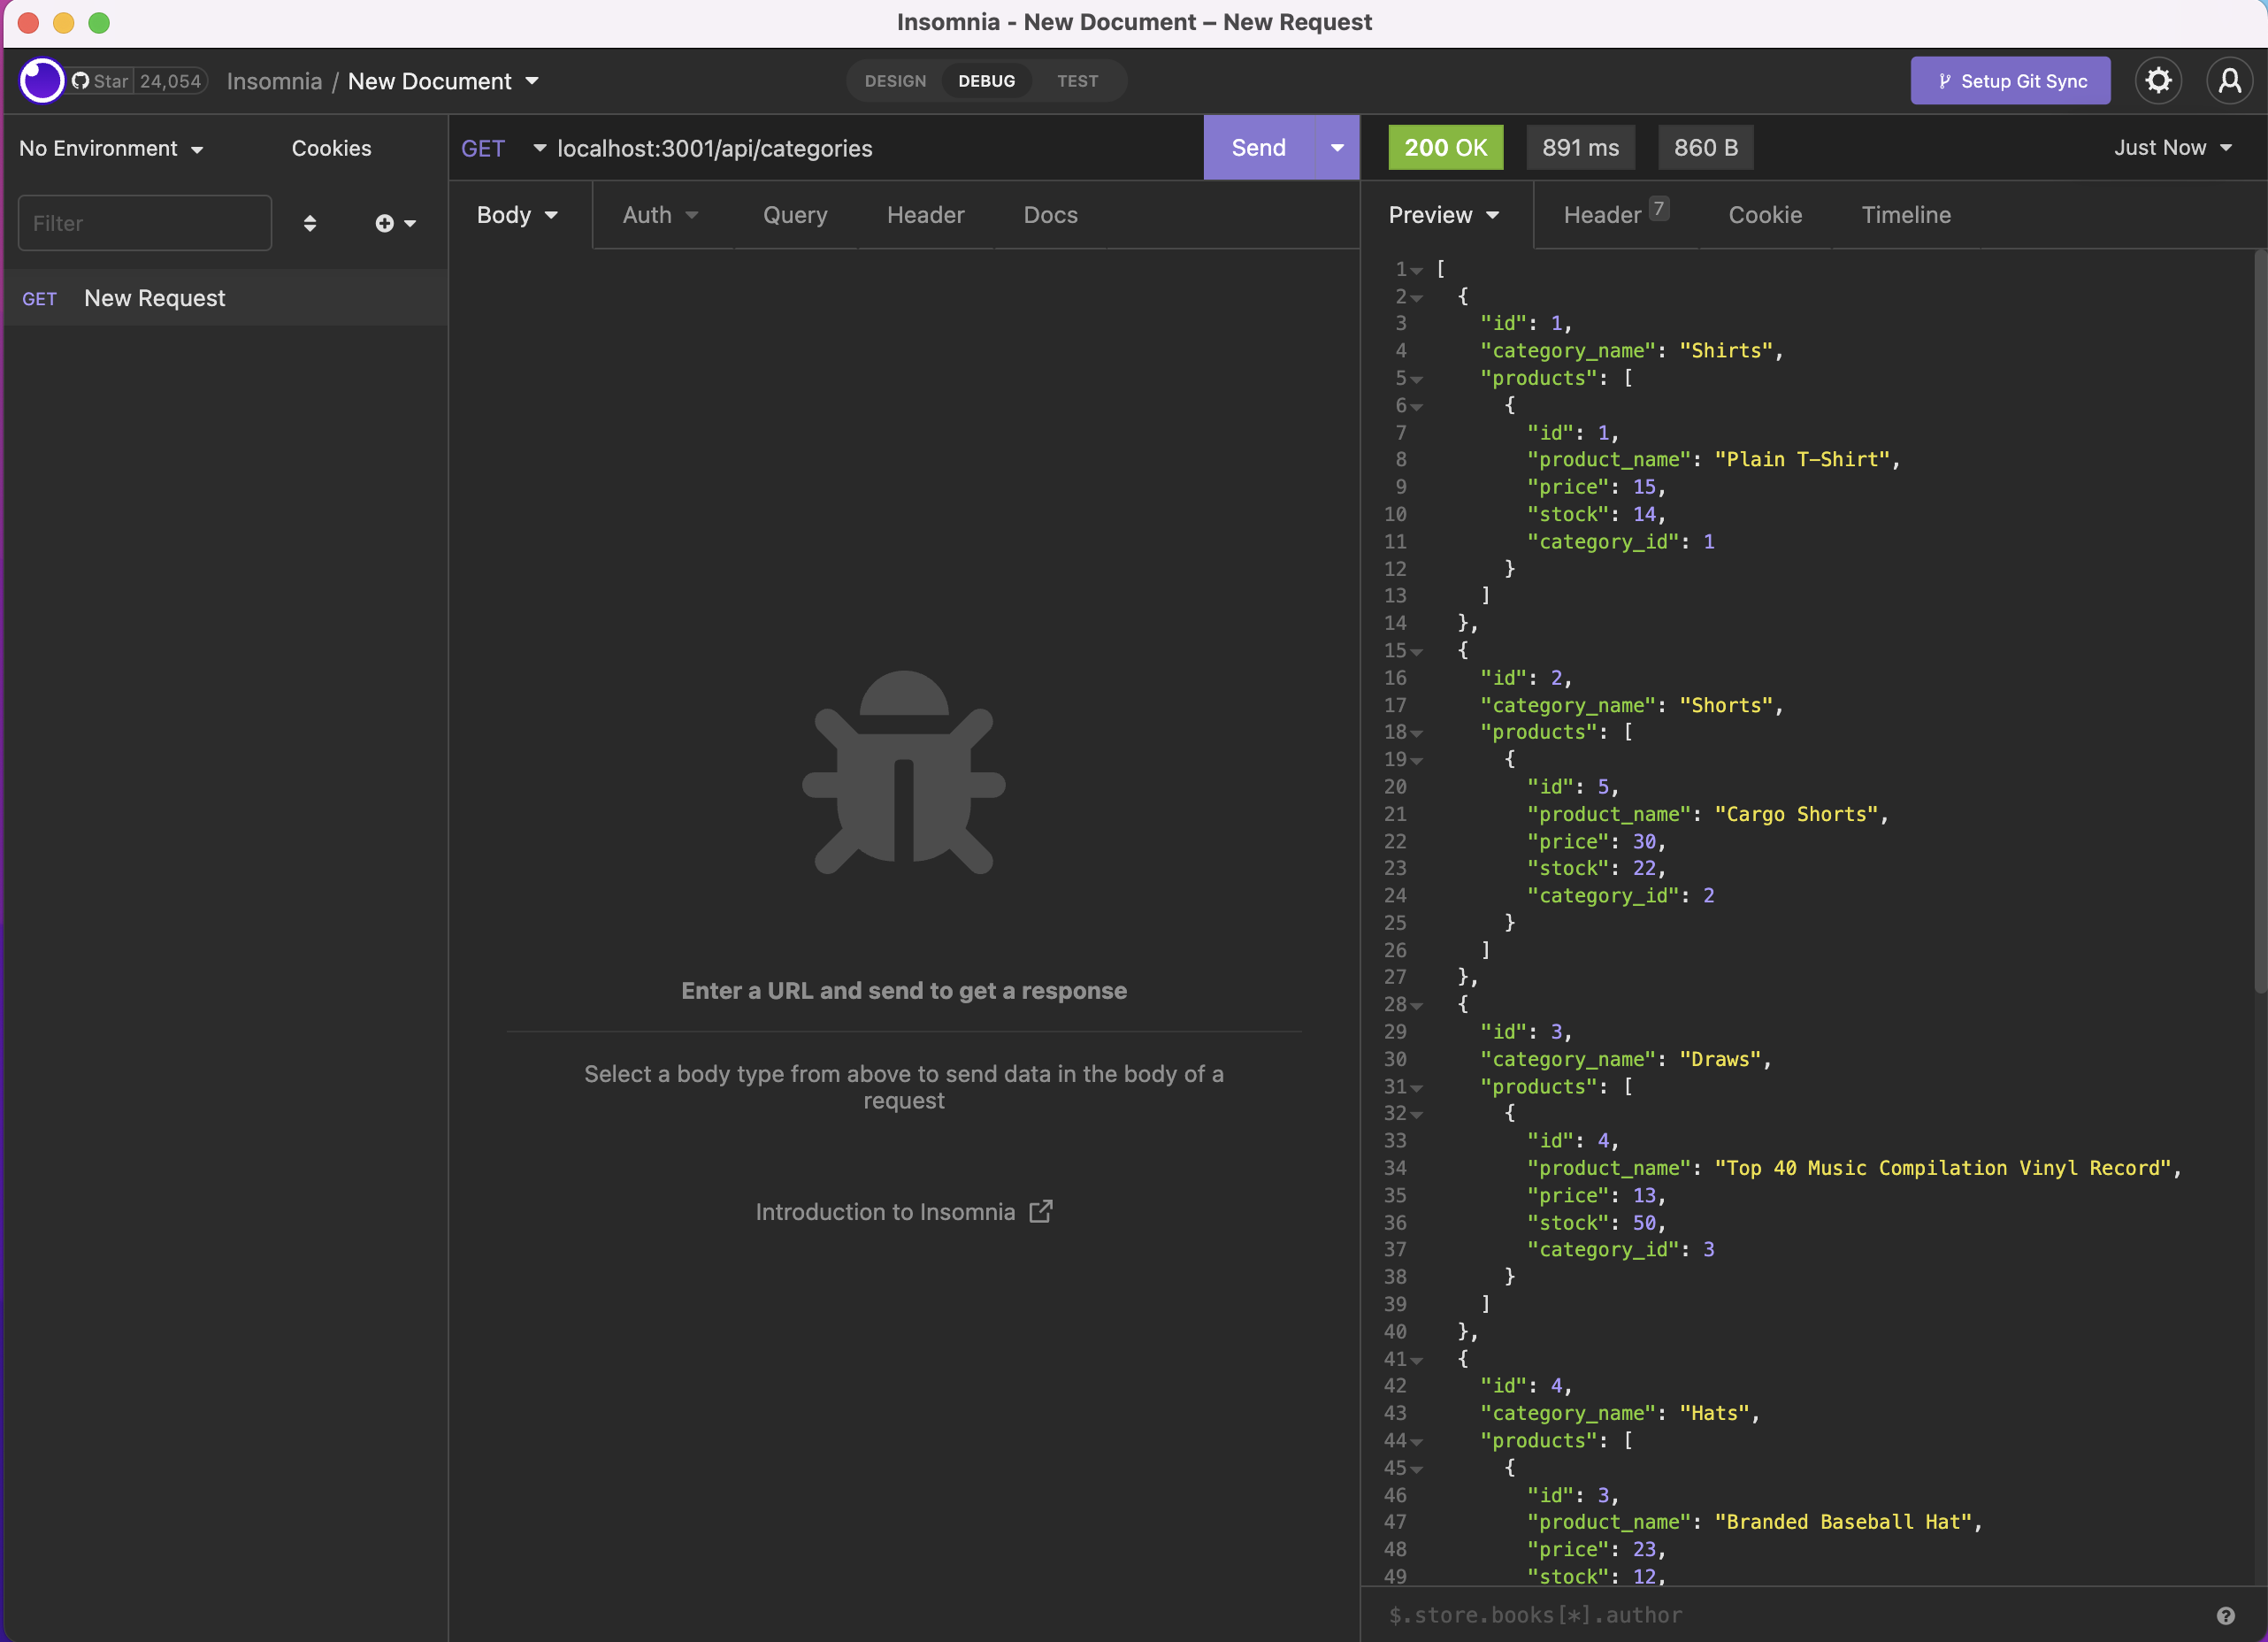 Insomnia - New Document – New Request
Star 24,054 Insomnia / New Document
DESIGN DEBUG TEST
Setup Git Sync
No Environment Cookies
Filter
GET New Request
GET localhost:3001/api/categories Send
Body Auth Query Header Docs
Enter a URL and send to get a response
Select a body type from above to send data in the body of a
request
Introduction to Insomnia
200 OK 891 ms 860 B Just Now
Preview Header 7 Cookie Timeline
1 [
2 {
3 "id": 1,
4 "category_name": "Shirts",
5 "products": [
6 {
7 "id": 1,
8 "product_name": "Plain T-Shirt",
9 "price": 15,
10 "stock": 14,
11 "category_id": 1
12 }
13 ]
14 },
15 {
16 "id": 2,
17 "category_name": "Shorts",
18 "products": [
19 {
20 "id": 5,
21 "product_name": "Cargo Shorts",
22 "price": 30,
23 "stock": 22,
24 "category_id": 2
25 }
26 ]
27 },
28 {
29 "id": 3,
30 "category_name": "Draws",
31 "products": [
32 {
33 "id": 4,
34 "product_name": "Top 40 Music Compilation Vinyl Record",
35 "price": 13,
36 "stock": 50,
37 "category_id": 3
38 }
39 ]
40 },
41 {
42 "id": 4,
43 "category_name": "Hats",
44 "products": [
45 {
46 "id": 3,
47 "product_name": "Branded Baseball Hat",
48 "price": 23,
49 "stock": 12,
$.store.books[*].author